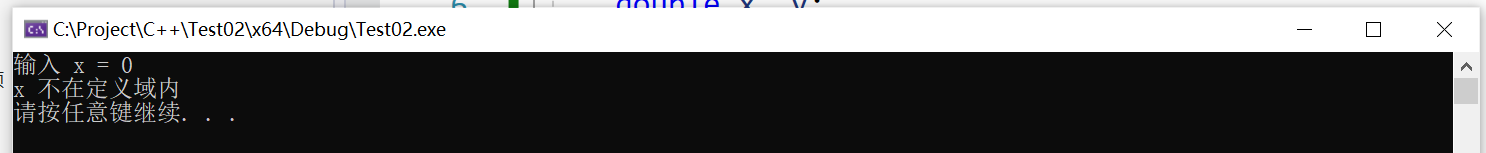 C:\Project\C++\Test02\x64\Debug\Test02.exe
输入 x = 0
x 不在定义域内
请按任意键继续. . .